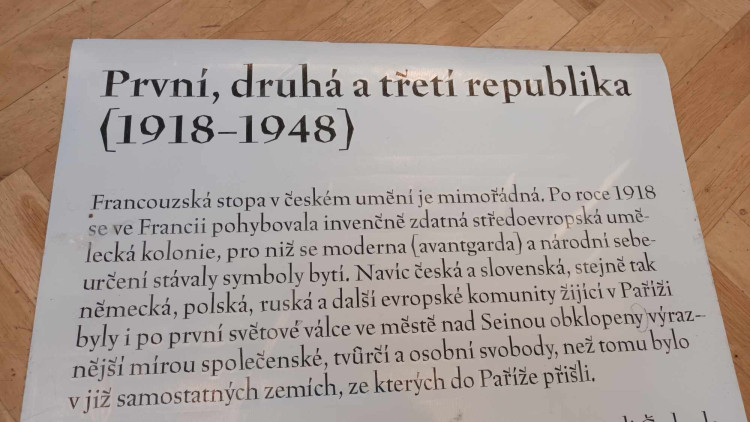 První, druhá a třetí republika
(1918–1948)
Francouzská stopa v českém umění je mimořádná. Po roce 1918
se ve Francii pohybovala invenčně zdatná středoevropská umě-
lecká kolonie, pro niž se moderna (avantgarda) a národní sebe-
určení stávaly symboly bytí. Navíc česká a slovenská, stejně tak
německá, polská, ruská a další evropské komunity žijící v Paříži
byly i po první světové válce ve městě nad Seinou obklopeny výraz-
nější mírou společenské, tvůrčí a osobní svobody, než tomu bylo
v již samostatných zemích, ze kterých do Paříže přišli.